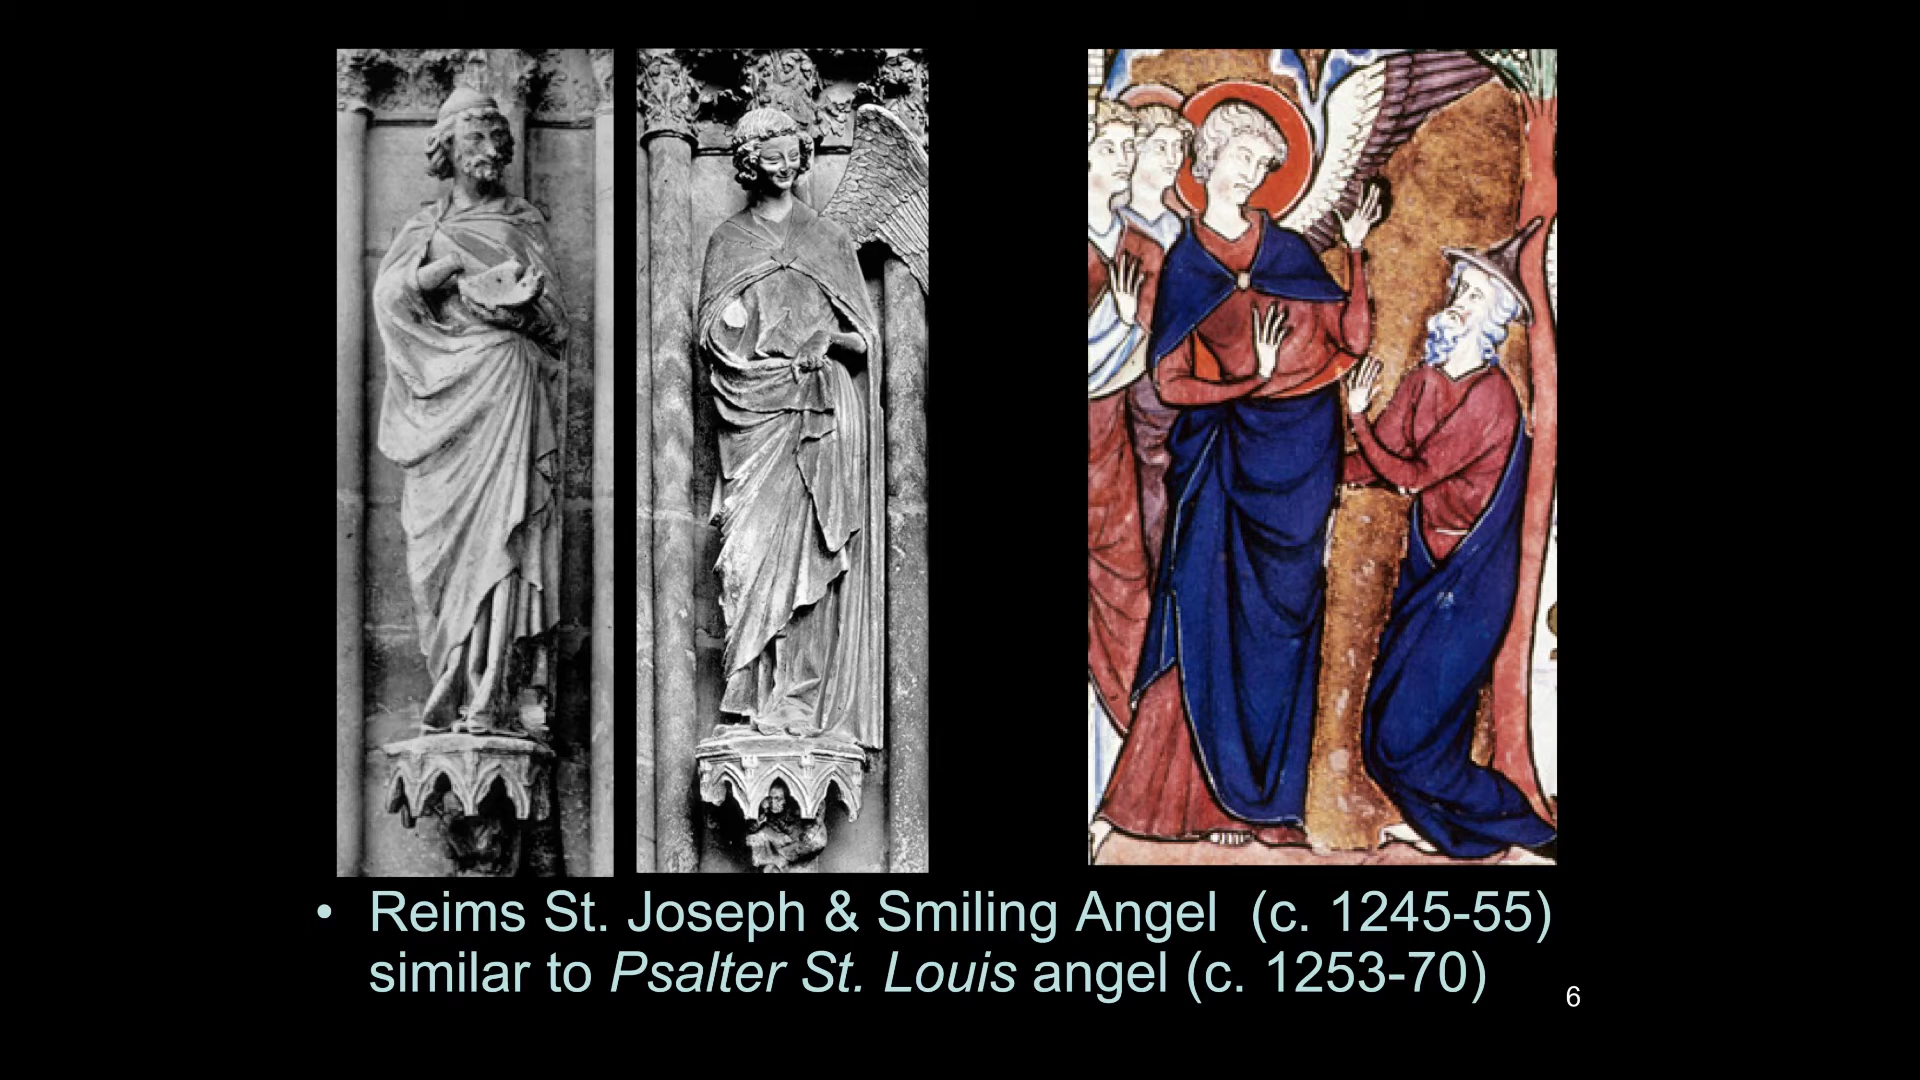 • Reims St. Joseph & Smiling Angel (c. 1245-55)
similar to Psalter St. Louis angel (c. 1253-70)
6